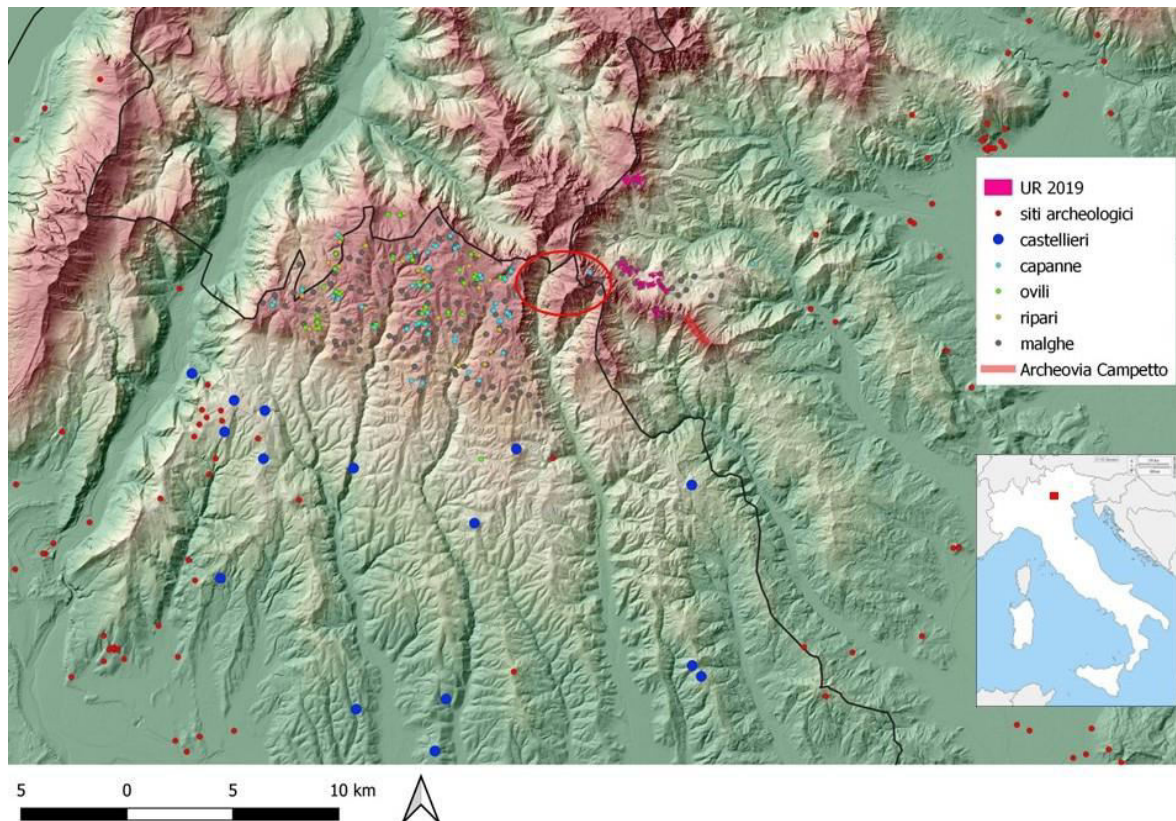 UR 2019
siti archeologici
castellieri
capanne
ovili
ripari
malghe
Archeovia Campetto
5 0 5 10 km